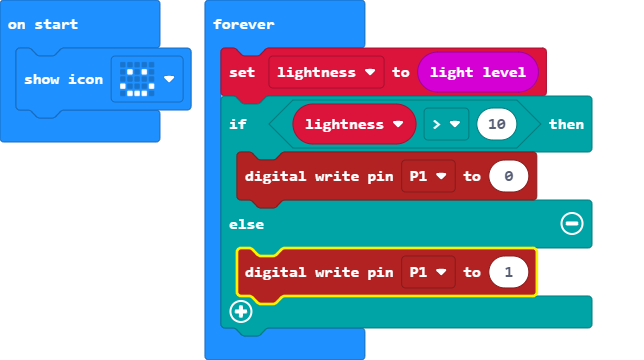 on start
show icon
forever
set lightness to light level
if lightness > 10 then
digital write pin P1 to 0
else
digital write pin P1 to 1